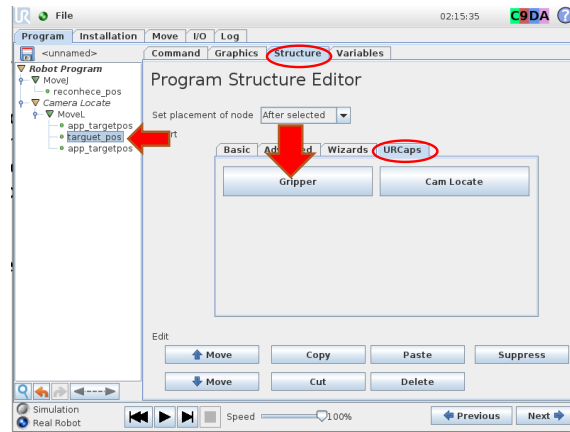 UR File 02:15:35 C9DA ?
Program Installation Move I/O Log
<unnamed> Command Graphics Structure Variables
Robot Program
MoveJ
reconhece_pos
Camera Locate
MoveL
app_targetpos
targuet_pos
app_targetpos
Program Structure Editor
Set placement of node After selected
Basic Wizards URCaps
Gripper Cam Locate
Edit
Move Copy Paste Suppress
Move Cut Delete
Simulation
Real Robot
Speed 100% Previous Next